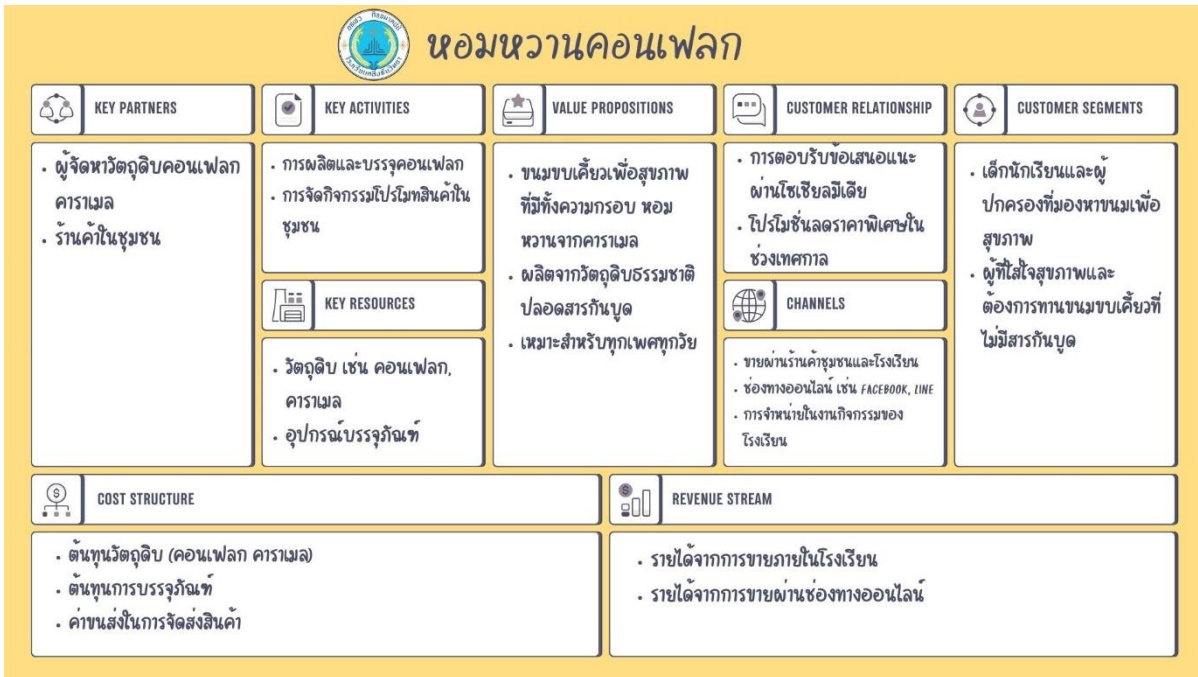 หอมหวานคอนเฟลก
KEY PARTNERS
• ผู้จัดหาวัตถุดิบคอนเฟลก
คาราเมล
• ร้านค้าในชุมชน
KEY ACTIVITIES
• การผลิตและบรรจุคอนเฟลก
• การจัดกิจกรรมโปรโมทสินค้าใน
ชุมชน
KEY RESOURCES
• วัตถุดิบ เช่น คอนเฟลก,
คาราเมล
• อุปกรณ์บรรจุภัณฑ์
VALUE PROPOSITIONS
• ขนมขบเคี้ยวเพื่อสุขภาพ
ที่มีทั้งความกรอบ หอม
หวานจากคาราเมล
• ผลิตจากวัตถุดิบธรรมชาติ
ปลอดสารกันบูด
• เหมาะสำหรับทุกเพศทุกวัย
CUSTOMER RELATIONSHIP
• การตอบรับข้อเสนอแนะ
ผ่านโซเชียลมีเดีย
• โปรโมชั่นลดราคาพิเศษใน
ช่วงเทศกาล
CHANNELS
• ขายผ่านร้านค้าชุมชนและโรงเรียน
• ช่องทางออนไลน์ เช่น FACEBOOK, LINE
• การจำหน่ายในงานกิจกรรมของ
โรงเรียน
CUSTOMER SEGMENTS
• เด็กนักเรียนและผู้
ปกครองที่มองหาขนมเพื่อ
สุขภาพ
• ผู้ที่ใส่ใจสุขภาพและ
ต้องการทานขนมขบเคี้ยวที่
ไม่มีสารกันบูด
COST STRUCTURE
• ต้นทุนวัตถุดิบ (คอนเฟลก คาราเมล)
• ต้นทุนการบรรจุภัณฑ์
• ค่าขนส่งในการจัดส่งสินค้า
REVENUE STREAM
• รายได้จากการขายภายในโรงเรียน
• รายได้จากการขายผ่านช่องทางออนไลน์